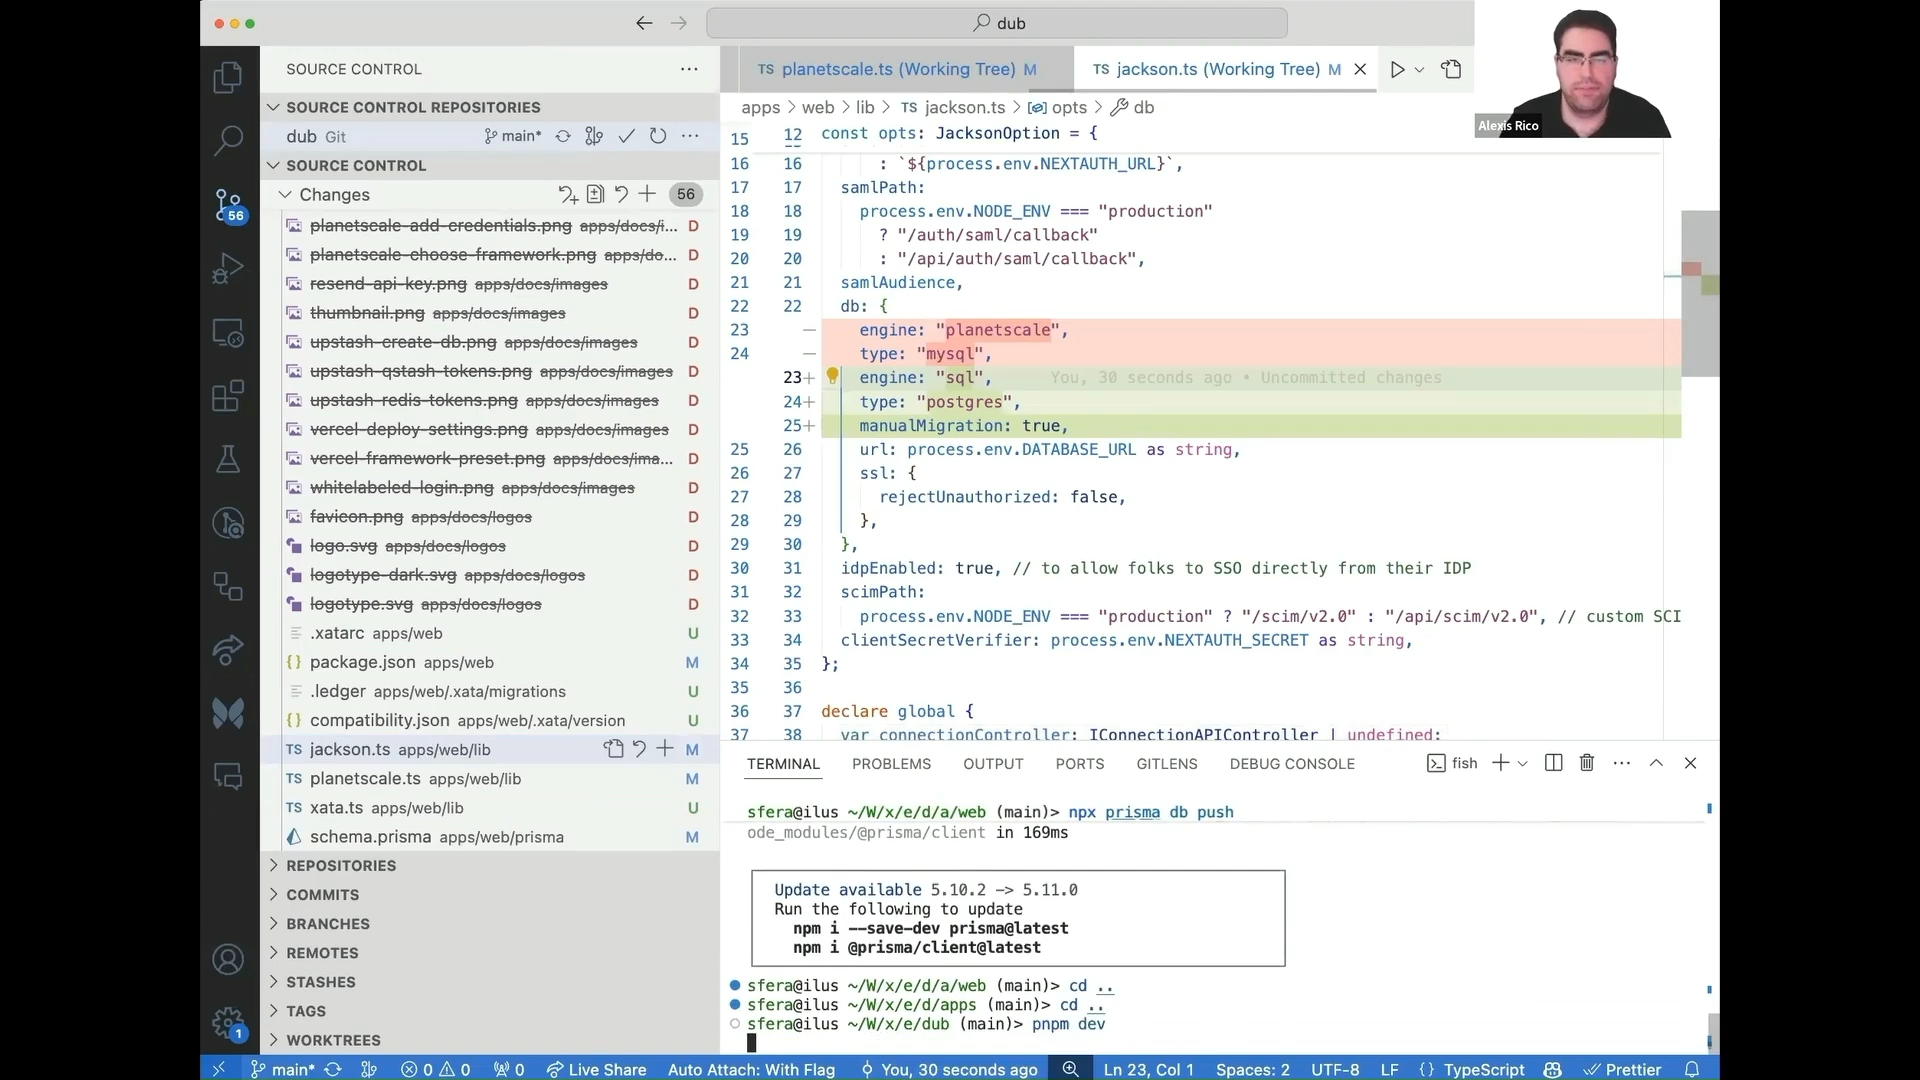 dub
SOURCE CONTROL
SOURCE CONTROL REPOSITORIES
dub Git main*
SOURCE CONTROL
Changes 56
56
planetscale-add-credentials.png apps/docs/i... D
planetscale-choose-framework.png apps/do... D
resend-api-key.png apps/docs/images D
thumbnail.png apps/docs/images D
upstash-create-db.png apps/docs/images D
upstash-qstash-tokens.png apps/docs/images D
upstash-redis-tokens.png apps/docs/images D
vercel-deploy-settings.png apps/docs/images D
vercel-framework-preset.png apps/docs/ima... D
whitelabeled-login.png apps/docs/images D
favicon.png apps/docs/logos D
logo.svg apps/docs/logos D
logotype-dark.svg apps/docs/logos D
logotype.svg apps/docs/logos D
.xatarc apps/web U
{} package.json apps/web M
.ledger apps/web/.xata/migrations U
{} compatibility.json apps/web/.xata/version U
TS jackson.ts apps/web/lib M
TS planetscale.ts apps/web/lib M
TS xata.ts apps/web/lib U
schema.prisma apps/web/prisma M
REPOSITORIES
COMMITS
BRANCHES
REMOTES
STASHES
TAGS
WORKTREES
1
TS planetscale.ts (Working Tree) M
TS jackson.ts (Working Tree) M
apps > web > lib > TS jackson.ts > opts > db
Alexis Rico
15 12 const opts: JacksonOption = {
16 16 : `${process.env.NEXTAUTH_URL}`,
17 17 samlPath:
18 18 process.env.NODE_ENV === "production"
19 19 ? "/auth/saml/callback"
20 20 : "/api/auth/saml/callback",
21 21 samlAudience,
22 22 db: {
23 — engine: "planetscale",
24 — type: "mysql",
23+ engine: "sql", You, 30 seconds ago • Uncommitted changes
24+ type: "postgres",
25+ manualMigration: true,
25 26 url: process.env.DATABASE_URL as string,
26 27 ssl: {
27 28 rejectUnauthorized: false,
28 29 },
29 30 },
30 31 idpEnabled: true, // to allow folks to SSO directly from their IDP
31 32 scimPath:
32 33 process.env.NODE_ENV === "production" ? "/scim/v2.0" : "/api/scim/v2.0", // custom SCI
33 34 clientSecretVerifier: process.env.NEXTAUTH_SECRET as string,
34 35 };
35 36
36 37 declare global {
37 38 var connectionController: IConnectionAPIController | undefined;
TERMINAL PROBLEMS OUTPUT PORTS GITLENS DEBUG CONSOLE fish
sfera@ilus ~/W/x/e/d/a/web (main)> npx prisma db push
ode_modules/@prisma/client in 169ms
Update available 5.10.2 -> 5.11.0
Run the following to update
npm i --save-dev prisma@latest
npm i @prisma/client@latest
sfera@ilus ~/W/x/e/d/a/web (main)> cd ..
sfera@ilus ~/W/x/e/d/apps (main)> cd ..
sfera@ilus ~/W/x/e/dub (main)> pnpm dev
main* 0 0 0 Live Share Auto Attach: With Flag You, 30 seconds ago Ln 23, Col 1 Spaces: 2 UTF-8 LF {} TypeScript Prettier